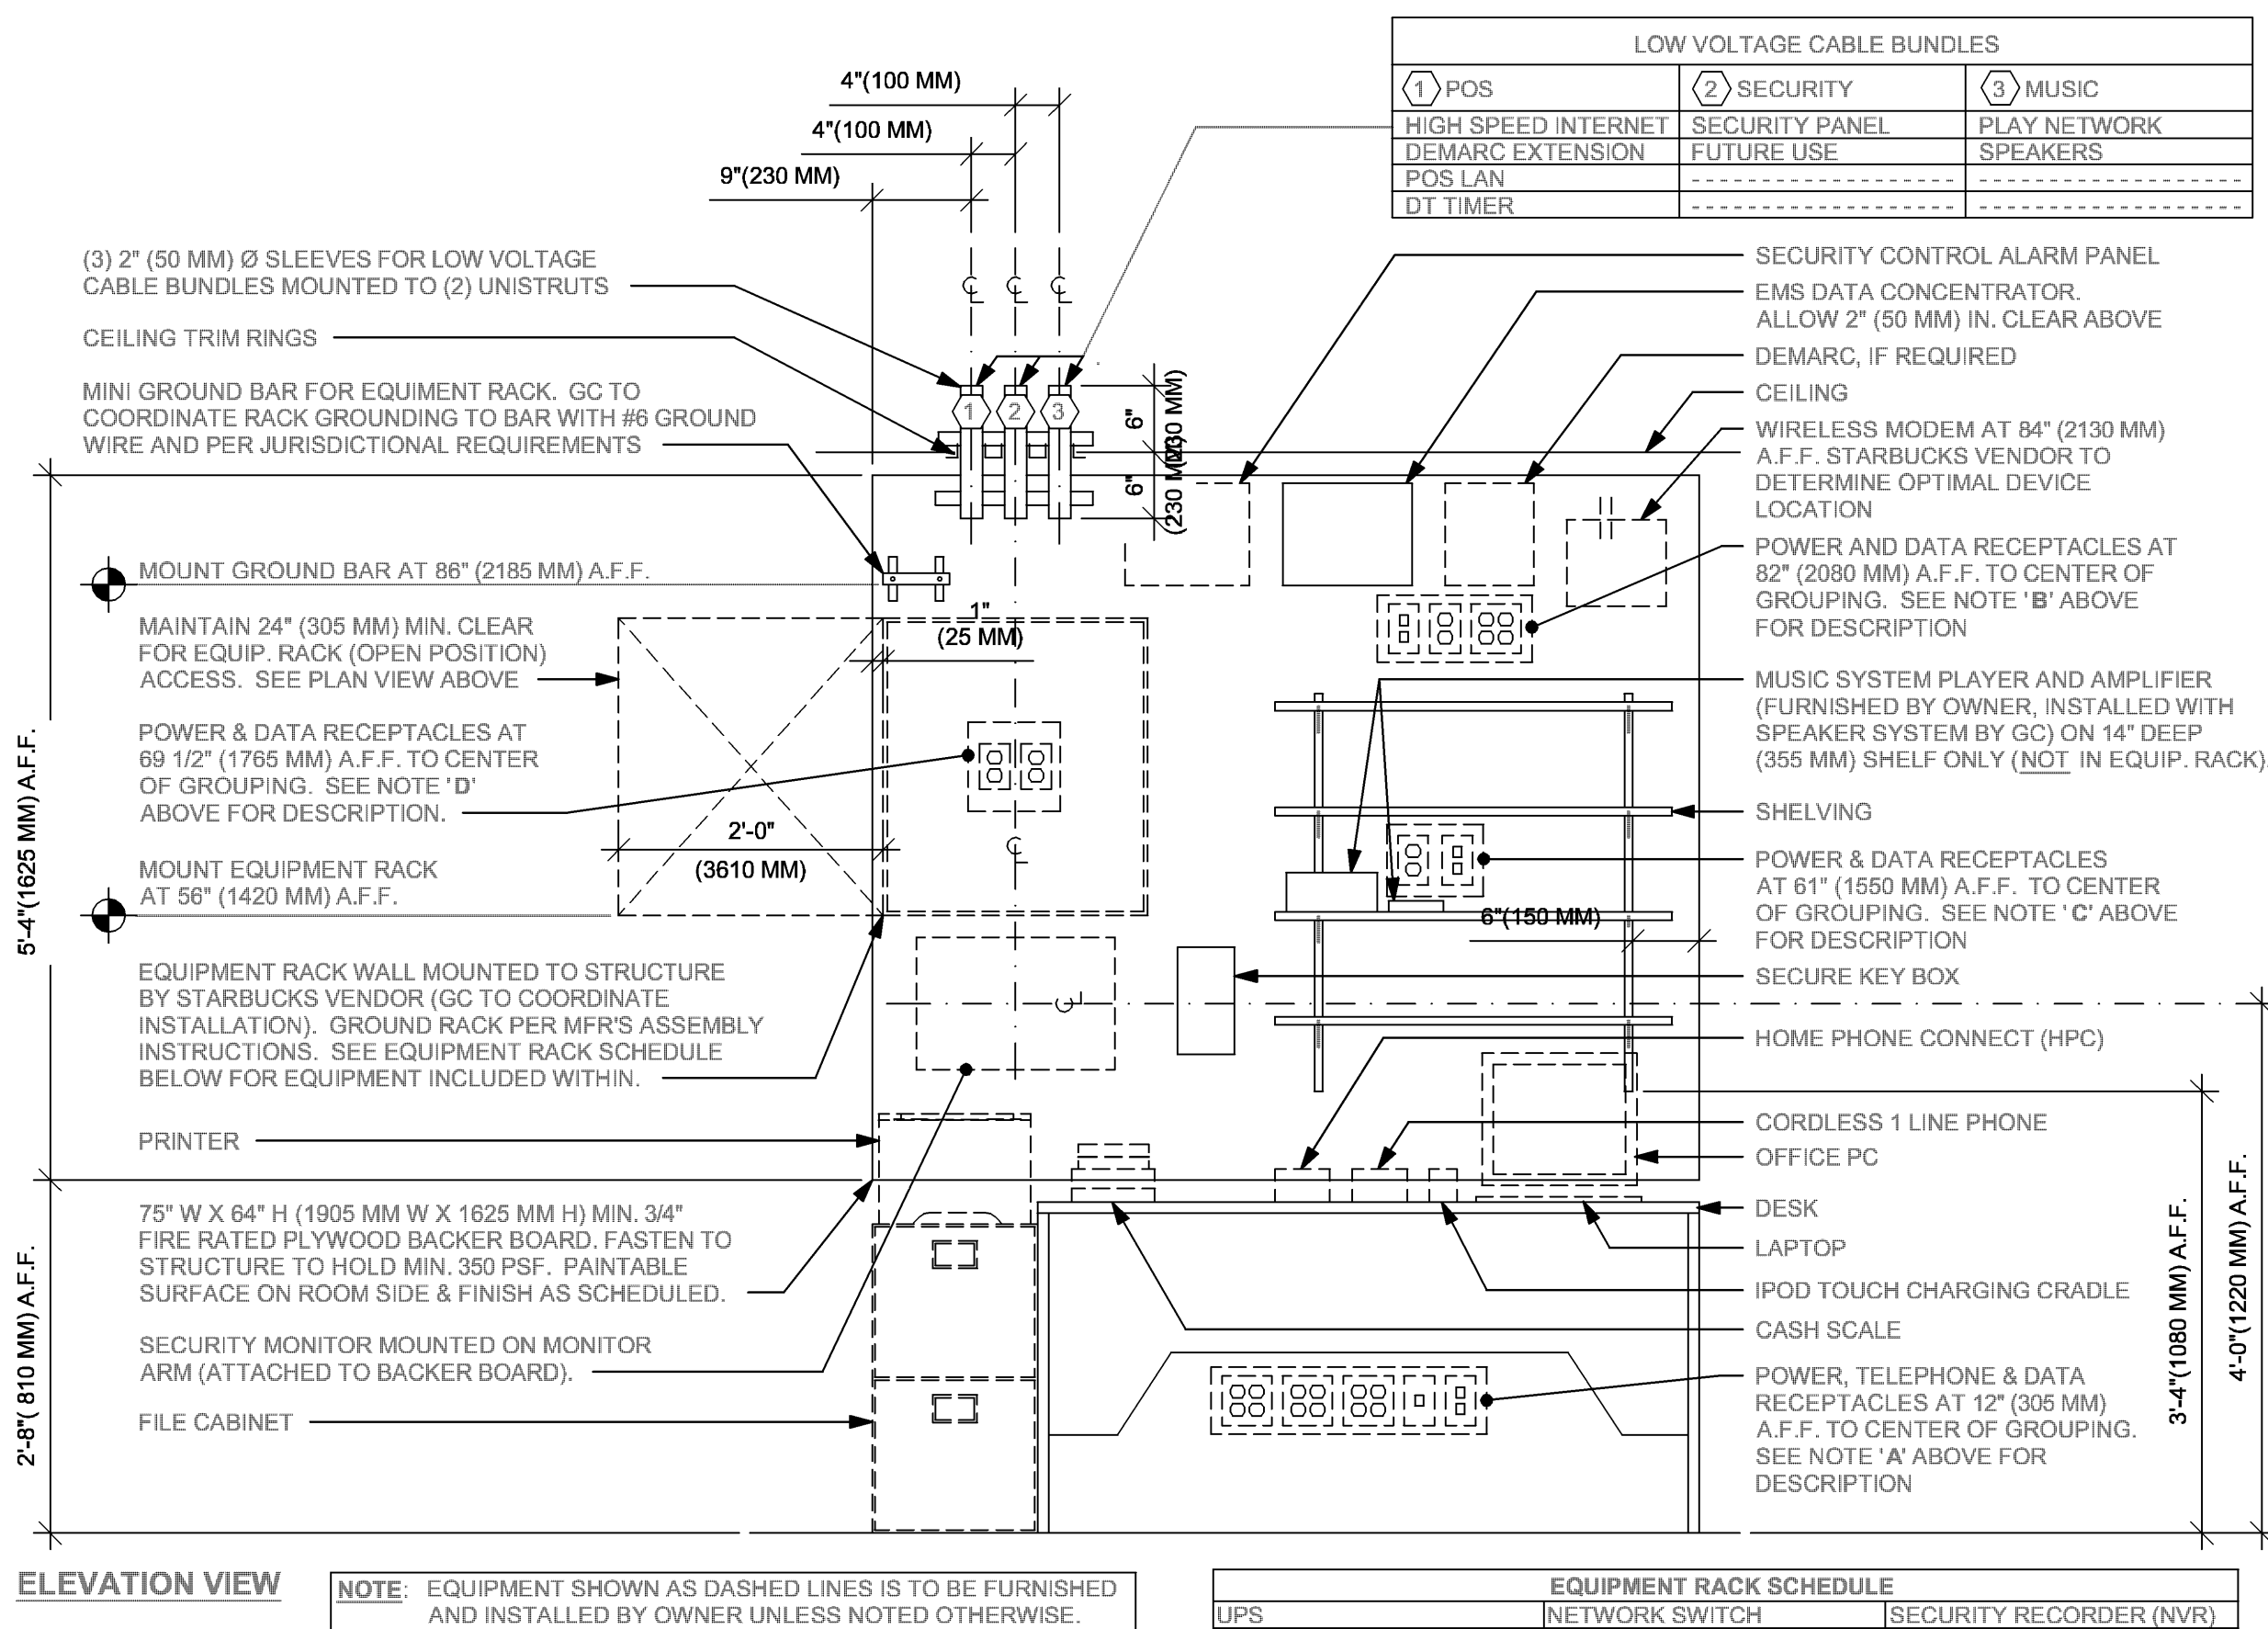 LOW VOLTAGE CABLE BUNDLES
1 POS 2 SECURITY 3 MUSIC
HIGH SPEED INTERNET SECURITY PANEL PLAY NETWORK
DEMARC EXTENSION FUTURE USE SPEAKERS
POS LAN
DT TIMER
4"(100 MM)
4"(100 MM)
9"(230 MM)
(3) 2" (50 MM) Ø SLEEVES FOR LOW VOLTAGE
CABLE BUNDLES MOUNTED TO (2) UNISTRUTS
CEILING TRIM RINGS
MINI GROUND BAR FOR EQUIMENT RACK. GC TO
COORDINATE RACK GROUNDING TO BAR WITH #6 GROUND
WIRE AND PER JURISDICTIONAL REQUIREMENTS
MOUNT GROUND BAR AT 86" (2185 MM) A.F.F.
MAINTAIN 24" (305 MM) MIN. CLEAR
FOR EQUIP. RACK (OPEN POSITION)
ACCESS. SEE PLAN VIEW ABOVE
POWER & DATA RECEPTACLES AT
69 1/2" (1765 MM) A.F.F. TO CENTER
OF GROUPING. SEE NOTE 'D'
ABOVE FOR DESCRIPTION.
MOUNT EQUIPMENT RACK
AT 56" (1420 MM) A.F.F.
EQUIPMENT RACK WALL MOUNTED TO STRUCTURE
BY STARBUCKS VENDOR (GC TO COORDINATE
INSTALLATION). GROUND RACK PER MFR'S ASSEMBLY
INSTRUCTIONS. SEE EQUIPMENT RACK SCHEDULE
BELOW FOR EQUIPMENT INCLUDED WITHIN.
PRINTER
75" W X 64" H (1905 MM W X 1625 MM H) MIN. 3/4"
FIRE RATED PLYWOOD BACKER BOARD. FASTEN TO
STRUCTURE TO HOLD MIN. 350 PSF. PAINTABLE
SURFACE ON ROOM SIDE & FINISH AS SCHEDULED.
SECURITY MONITOR MOUNTED ON MONITOR
ARM (ATTACHED TO BACKER BOARD).
FILE CABINET
5'-4"(1625 MM) A.F.F.
2'-8"( 810 MM) A.F.F.
1 2 3
6"
(230 MM)
6"
(230 MM)
1"
(25 MM)
2'-0"
(3610 MM)
6"(150 MM)
SECURITY CONTROL ALARM PANEL
EMS DATA CONCENTRATOR.
ALLOW 2" (50 MM) IN. CLEAR ABOVE
DEMARC, IF REQUIRED
CEILING
WIRELESS MODEM AT 84" (2130 MM)
A.F.F. STARBUCKS VENDOR TO
DETERMINE OPTIMAL DEVICE
LOCATION
POWER AND DATA RECEPTACLES AT
82" (2080 MM) A.F.F. TO CENTER OF
GROUPING. SEE NOTE 'B' ABOVE
FOR DESCRIPTION
MUSIC SYSTEM PLAYER AND AMPLIFIER
(FURNISHED BY OWNER, INSTALLED WITH
SPEAKER SYSTEM BY GC) ON 14" DEEP
(355 MM) SHELF ONLY (NOT IN EQUIP. RACK).
SHELVING
POWER & DATA RECEPTACLES
AT 61" (1550 MM) A.F.F. TO CENTER
OF GROUPING. SEE NOTE 'C' ABOVE
FOR DESCRIPTION
SECURE KEY BOX
HOME PHONE CONNECT (HPC)
CORDLESS 1 LINE PHONE
OFFICE PC
DESK
LAPTOP
IPOD TOUCH CHARGING CRADLE
CASH SCALE
POWER, TELEPHONE & DATA
RECEPTACLES AT 12" (305 MM)
A.F.F. TO CENTER OF GROUPING.
SEE NOTE 'A' ABOVE FOR
DESCRIPTION
3'-4"(1080 MM) A.F.F.
4'-0"(1220 MM) A.F.F.
ELEVATION VIEW
NOTE: EQUIPMENT SHOWN AS DASHED LINES IS TO BE FURNISHED
AND INSTALLED BY OWNER UNLESS NOTED OTHERWISE.
EQUIPMENT RACK SCHEDULE
UPS NETWORK SWITCH SECURITY RECORDER (NVR)